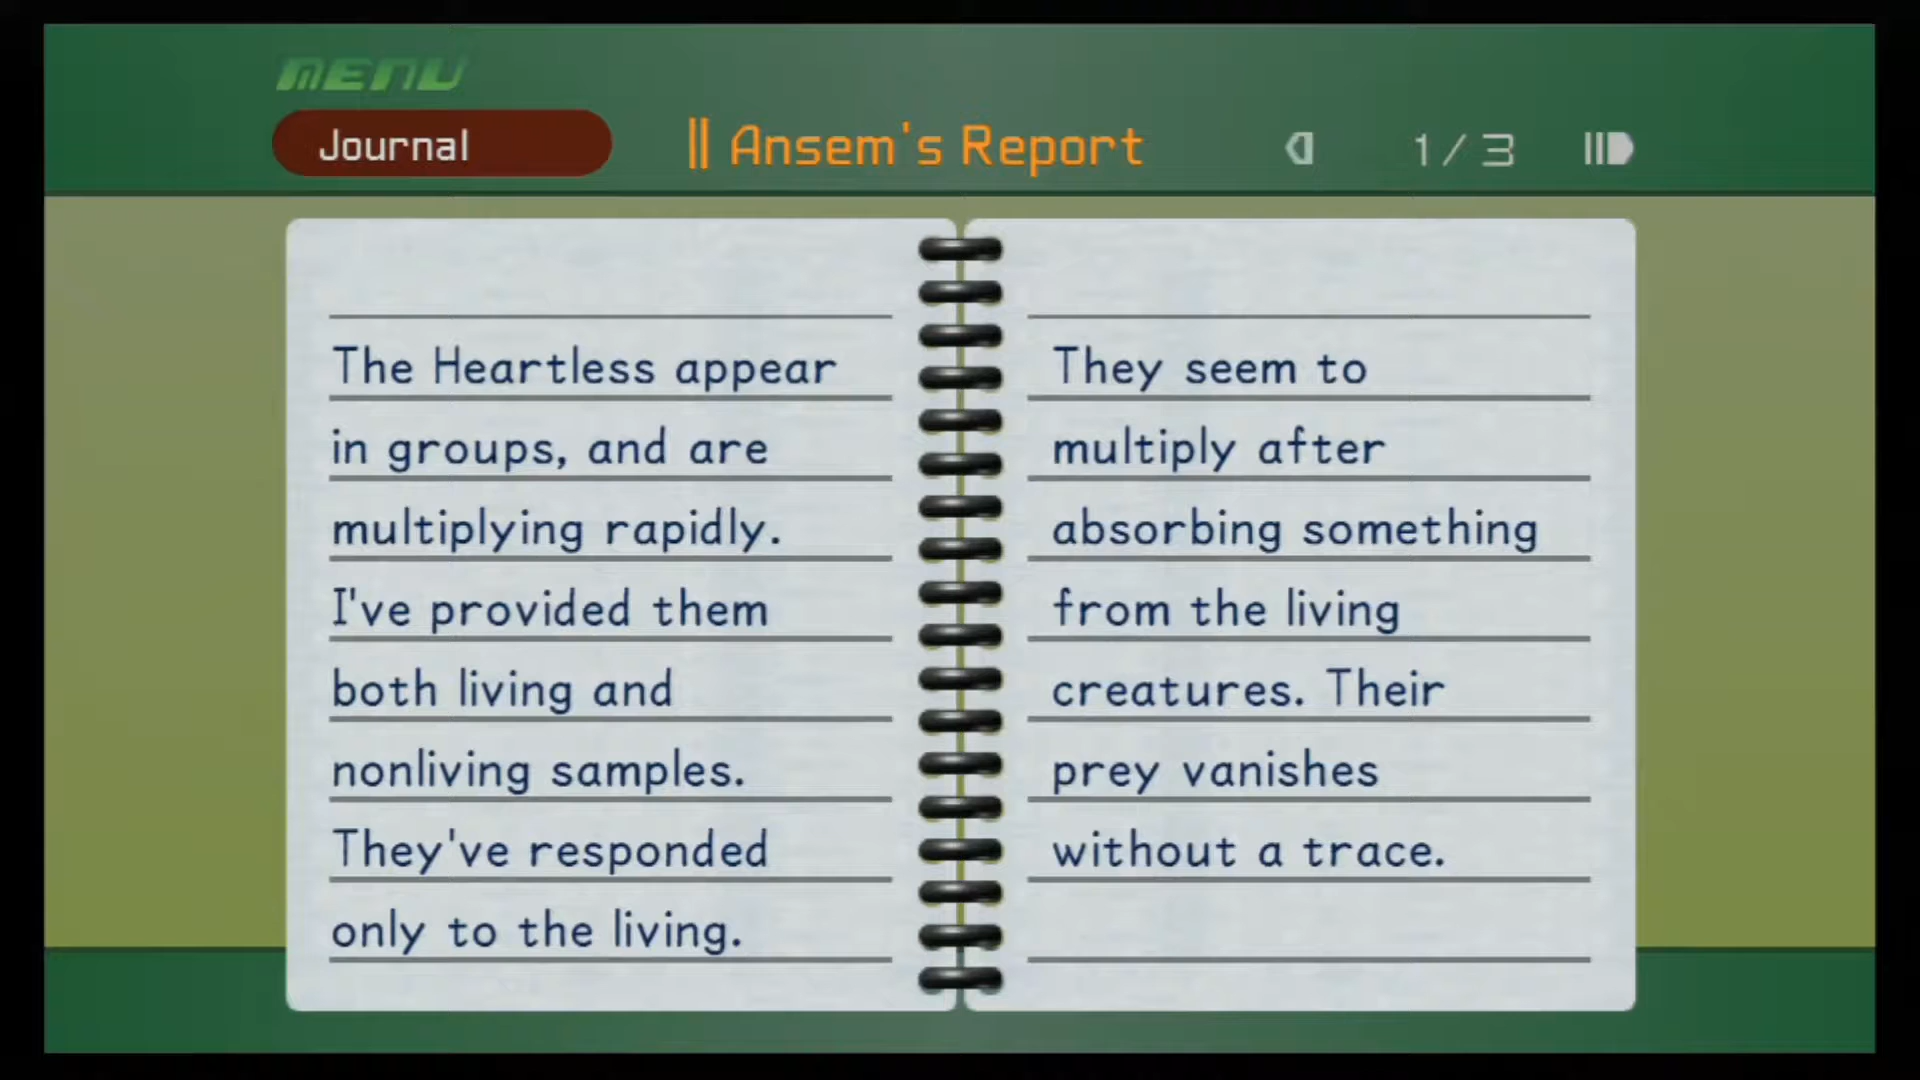 MENU
Journal
Ansem's Report
1/3
The Heartless appear
in groups, and are
multiplying rapidly.
I've provided them
both living and
nonliving samples.
They've responded
only to the living.
They seem to
multiply after
absorbing something
from the living
creatures. Their
prey vanishes
without a trace.